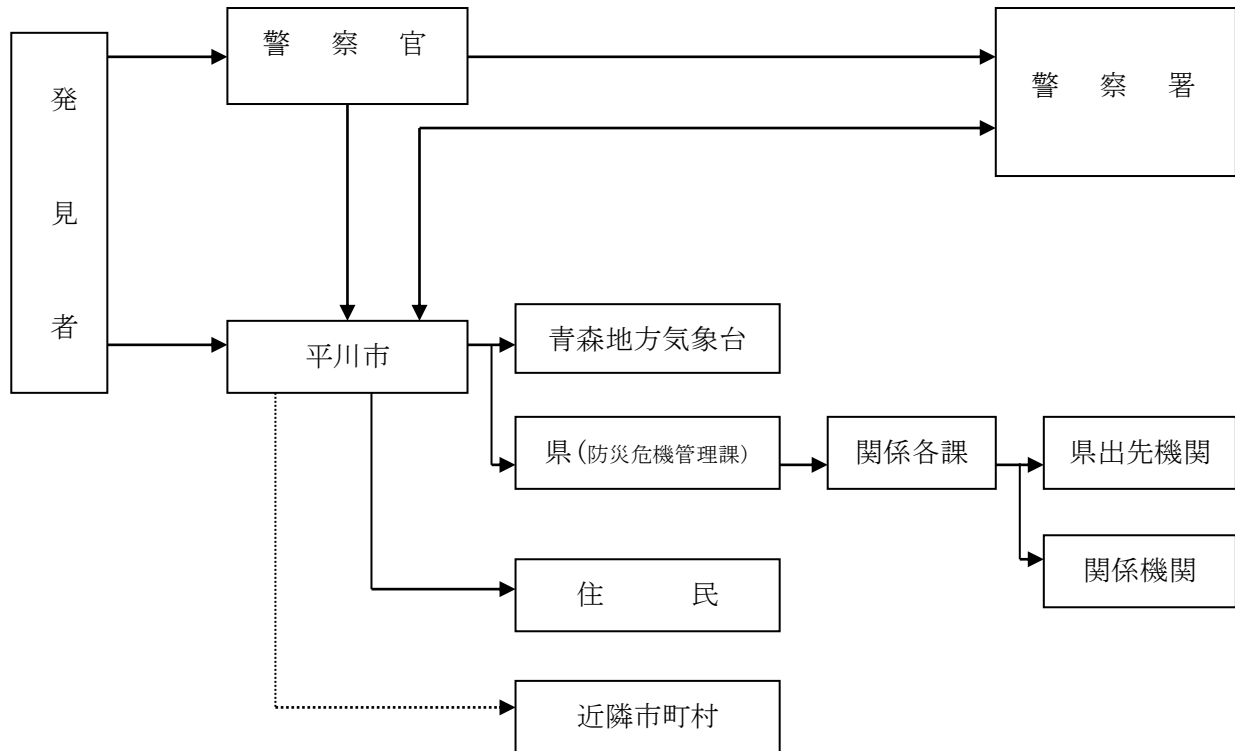 発見者
警察官
警察署
平川市
青森地方気象台
県(防災危機管理課)
関係各課
県出先機関
関係機関
住民
近隣市町村